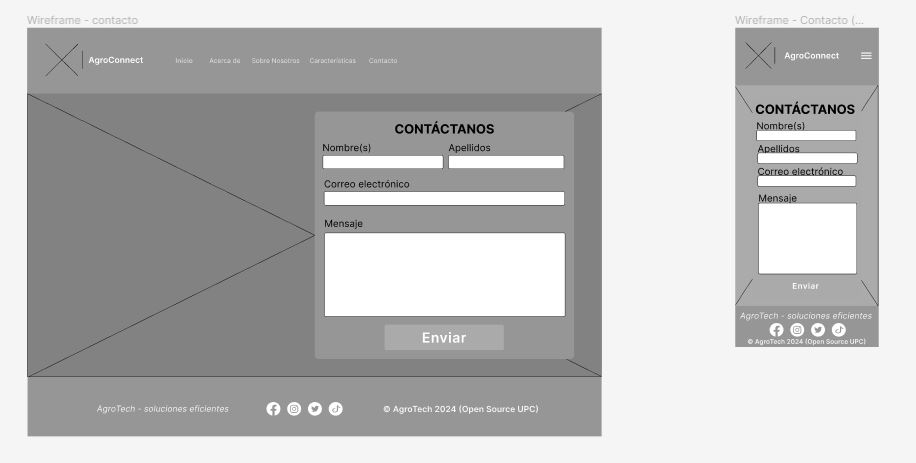 Wireframe - contacto
AgroConnect
Inicio Acerca de Sobre Nosotros Características Contacto
CONTÁCTANOS
Nombre(s) Apellidos
Correo electrónico
Mensaje
Enviar
AgroTech - soluciones eficientes
© AgroTech 2024 (Open Source UPC)
Wireframe - Contacto (...
AgroConnect
CONTÁCTANOS
Nombre(s)
Apellidos
Correo electrónico
Mensaje
Enviar
AgroTech - soluciones eficientes
© AgroTech 2024 (Open Source UPC)